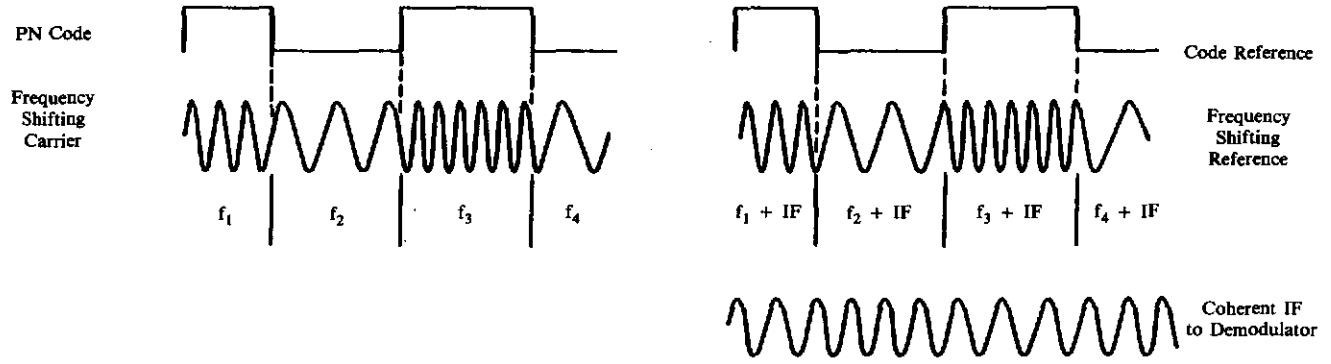 PN Code
Code Reference
Frequency
Shifting
Carrier
Frequency
Shifting
Reference
f₁
f₂
f₃
f₄
f₁ + IF
f₂ + IF
f₃ + IF
f₄ + IF
Coherent IF
to Demodulator